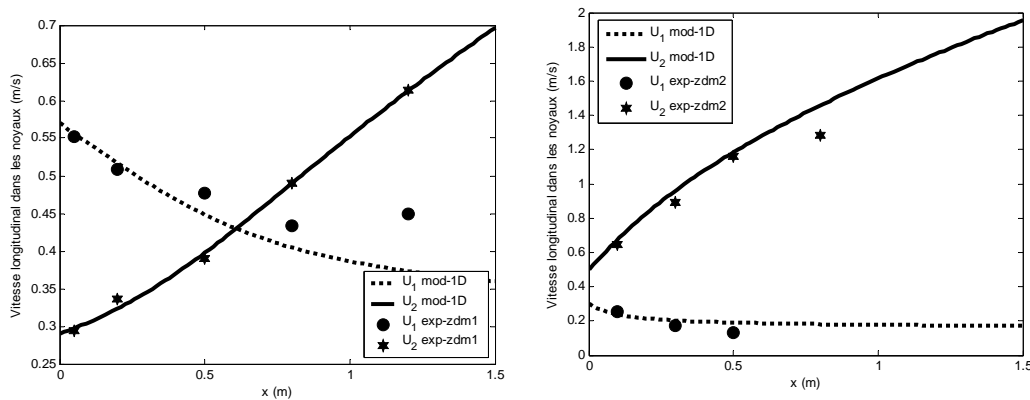 0.7
0.65
0.6
0.55
0.5
0.45
0.4
0.35
0.3
0.25
0
0.5
1
1.5
x (m)
Vitesse longitudinal dans les noyaux (m/s)
U1 mod-1D
U2 mod-1D
U1 exp-zdm1
U2 exp-zdm1
2
1.8
1.6
1.4
1.2
1
0.8
0.6
0.4
0.2
0
0
0.5
1
1.5
x (m)
Vitesse longitudinal dans les noyaux (m/s)
U1 mod-1D
U2 mod-1D
U1 exp-zdm2
U2 exp-zdm2